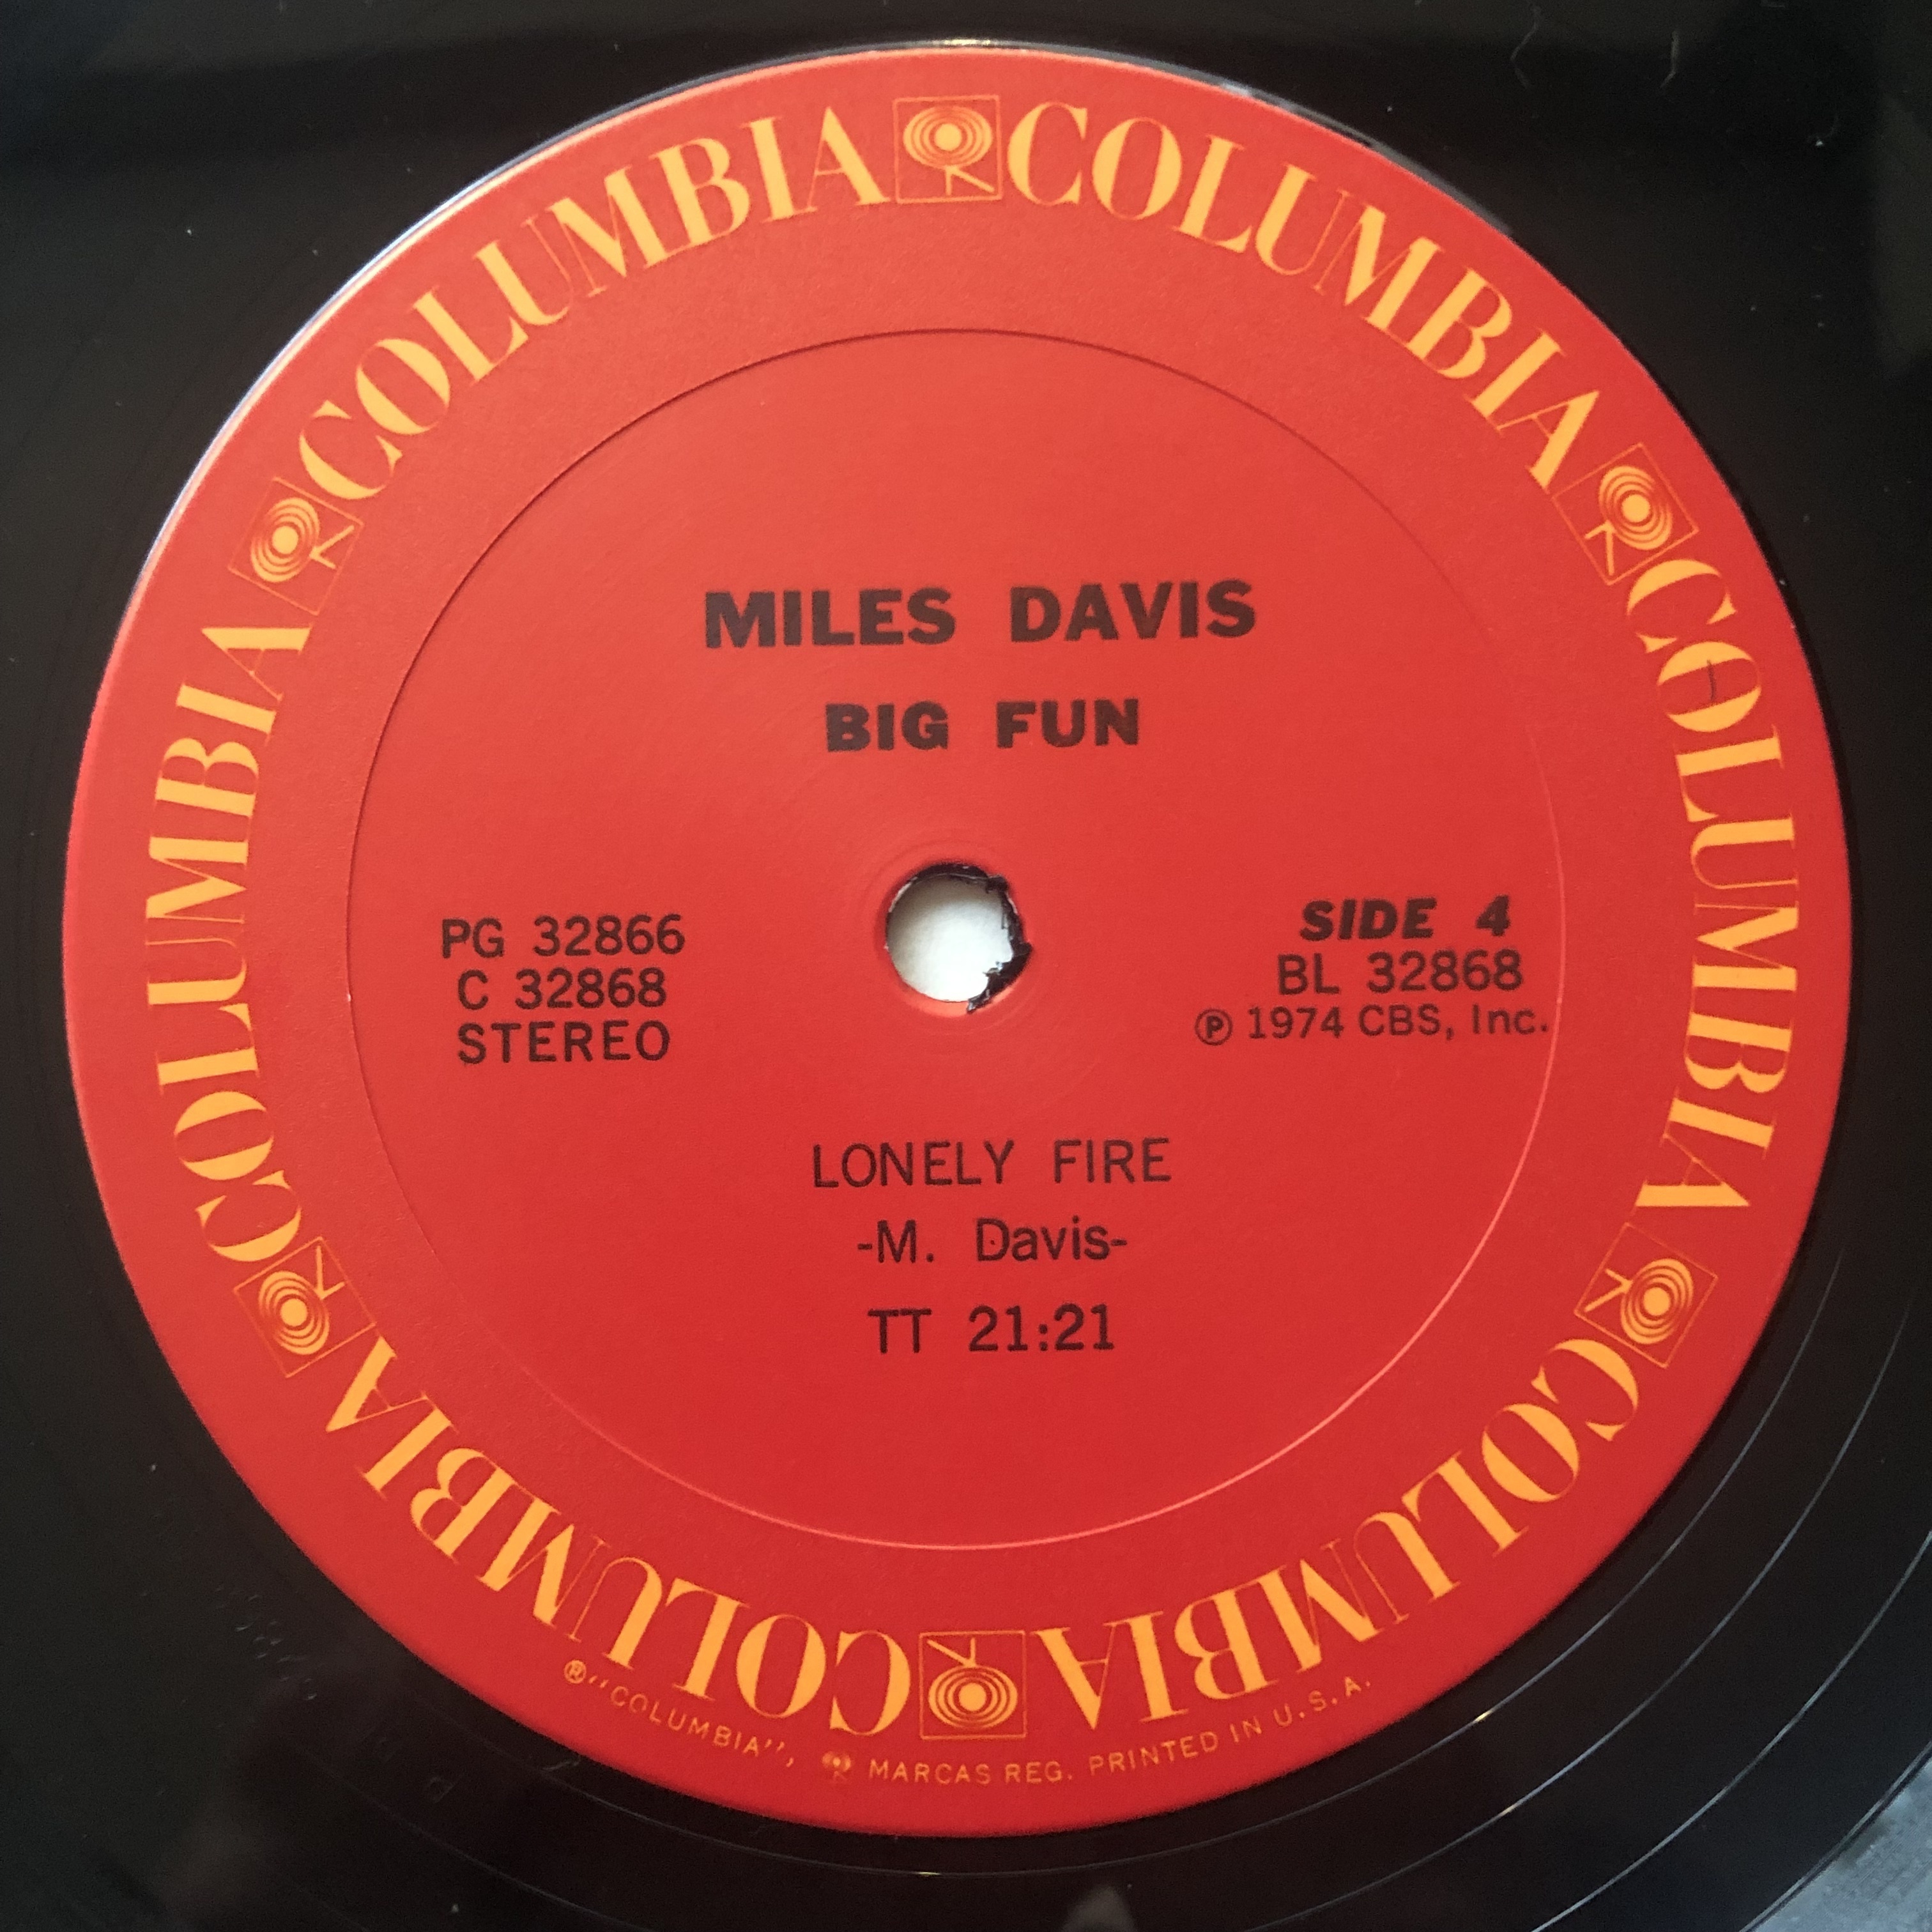 COLUMBIA COLUMBIA COLUMBIA COLUMBIA COLUMBIA COLUMBIA
MILES DAVIS
BIG FUN
PG 32866
C 32868
STEREO
SIDE 4
BL 32868
℗ 1974 CBS, Inc.
LONELY FIRE
-M. Davis-
TT 21:21
®"COLUMBIA", MARCAS REG. PRINTED IN U.S.A.